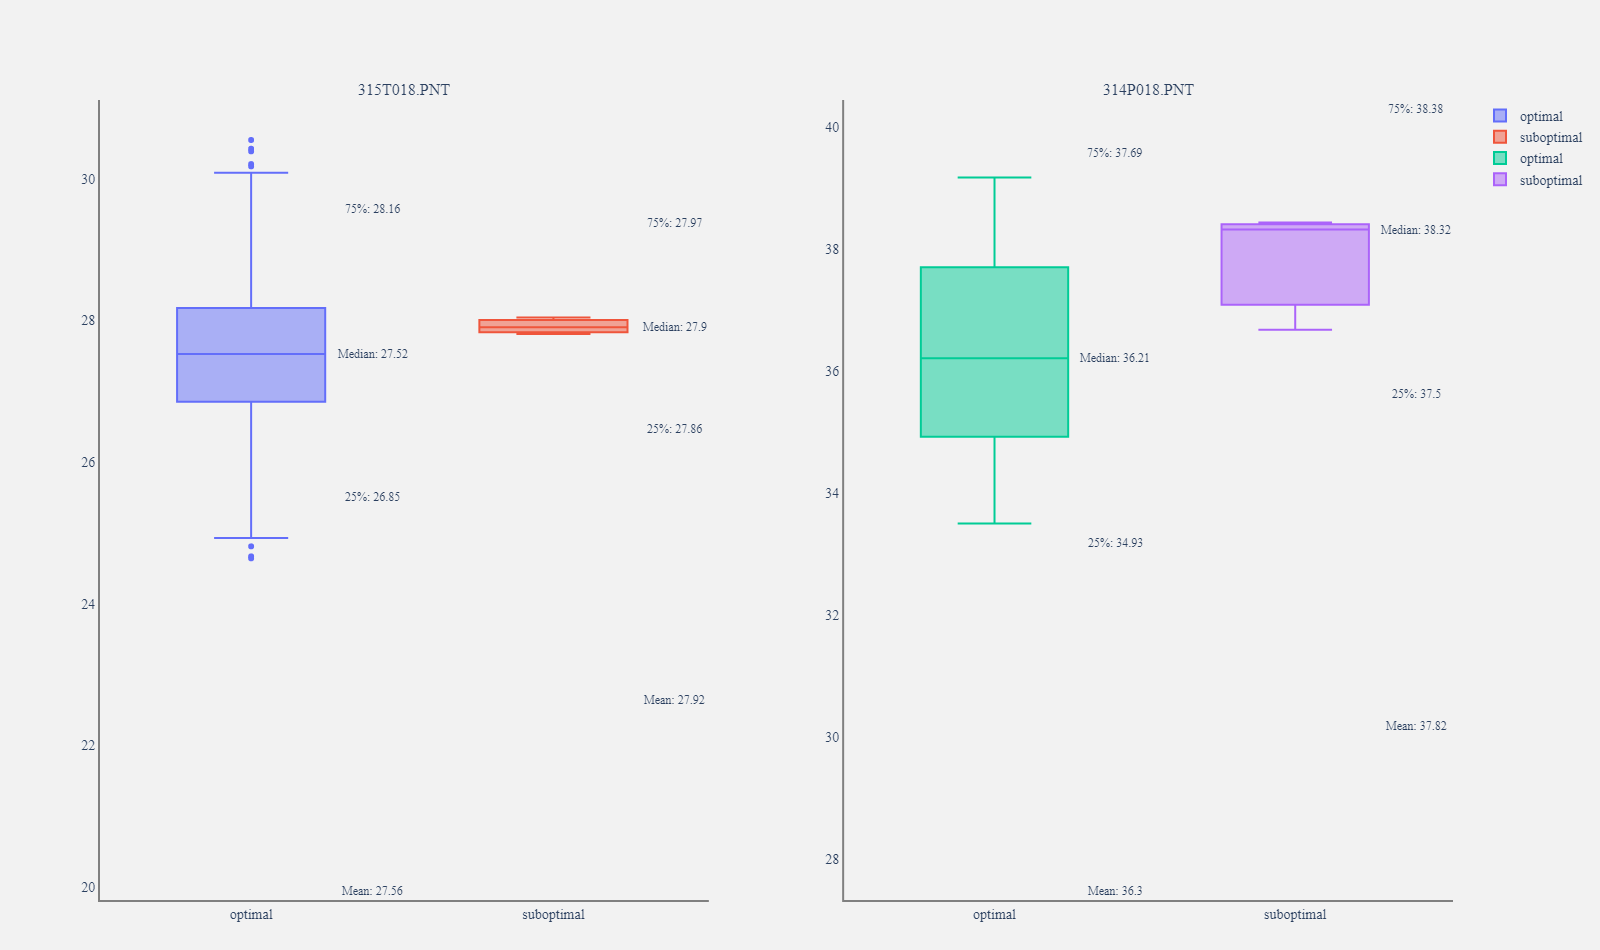 315T018.PNT
30
28
26
24
22
20
75%: 28.16
Median: 27.52
25%: 26.85
Mean: 27.56
75%: 27.97
Median: 27.9
25%: 27.86
Mean: 27.92
optimal
suboptimal
314P018.PNT
40
38
36
34
32
30
28
75%: 37.69
Median: 36.21
25%: 34.93
Mean: 36.3
75%: 38.38
Median: 38.32
25%: 37.5
Mean: 37.82
optimal
suboptimal
optimal
suboptimal
optimal
suboptimal